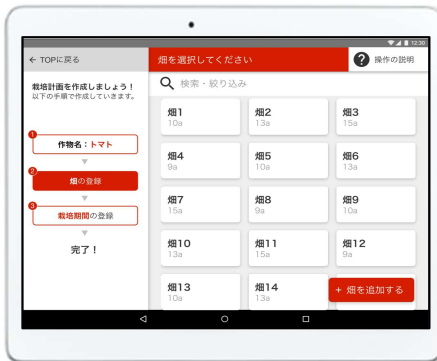 12:30
← TOPに戻る
畑を選択してください
? 操作の説明
栽培計画を作成しましょう！
以下の手順で作成していきます。
検索・絞り込み
1
作物名：トマト
2
畑の登録
3
栽培期間の登録
完了！
畑1
10a
畑2
13a
畑3
15a
畑4
9a
畑5
10a
畑6
13a
畑7
15a
畑8
9a
畑9
10a
畑10
13a
畑11
15a
畑12
9a
畑13
10a
畑14
13a
+ 畑を追加する